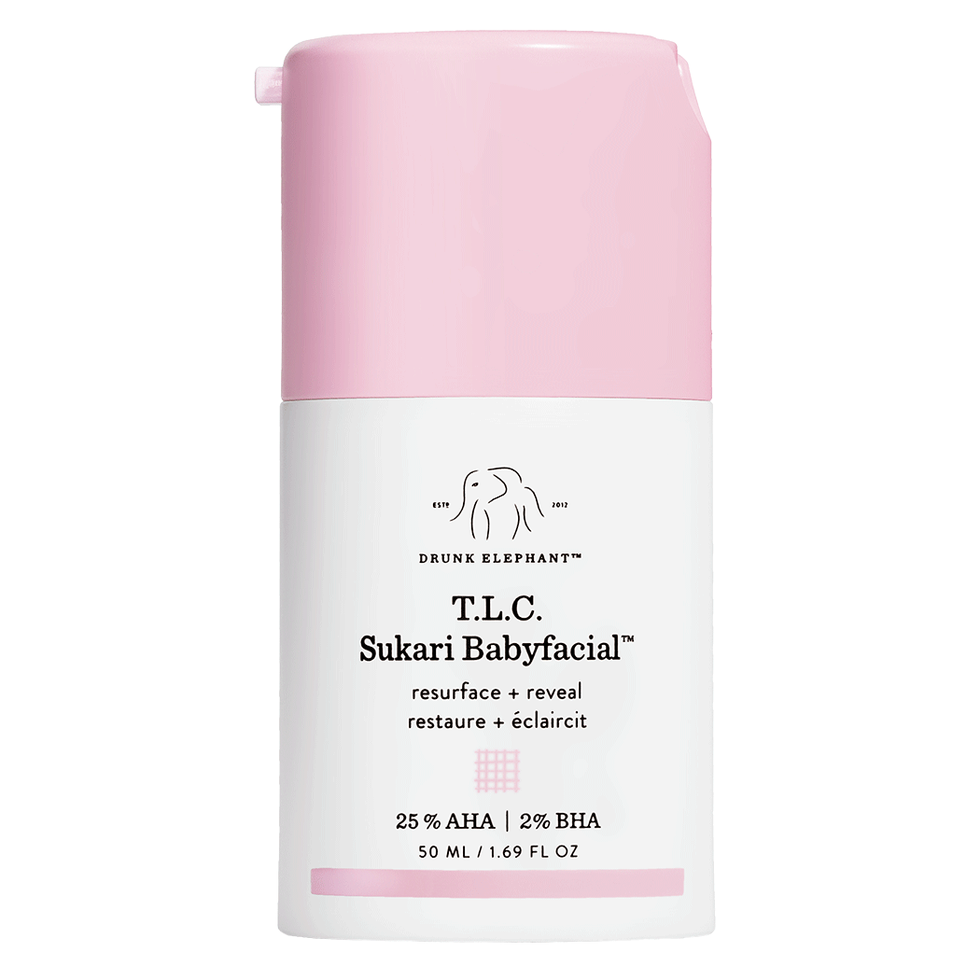 ESTD 2012
DRUNK ELEPHANT™
T.L.C.
Sukari Babyfacial™
resurface + reveal
restaure + éclaircit
25% AHA | 2% BHA
50 ML / 1.69 FL OZ